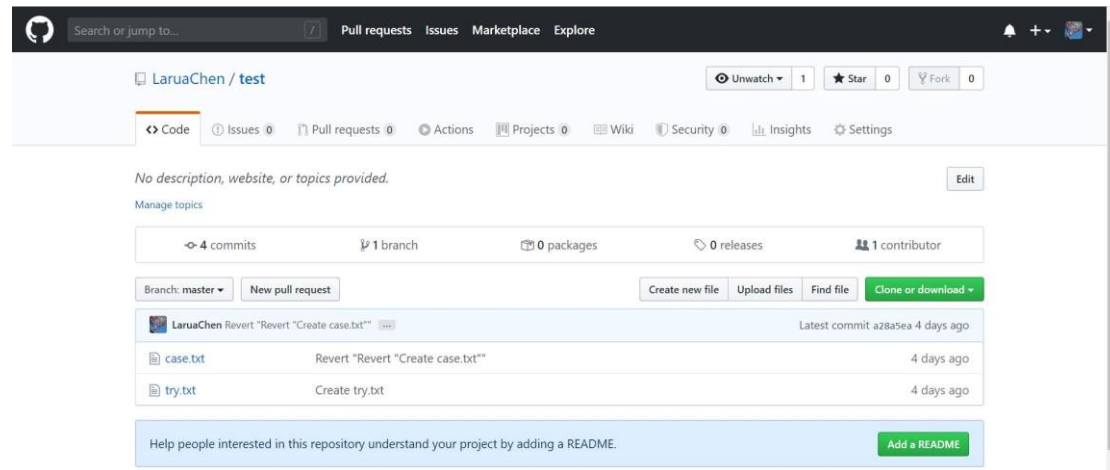 Search or jump to... / Pull requests Issues Marketplace Explore
LaruaChen / test Unwatch 1 Star 0 Fork 0
Code Issues 0 Pull requests 0 Actions Projects 0 Wiki Security 0 Insights Settings
No description, website, or topics provided. Edit
Manage topics
4 commits 1 branch 0 packages 0 releases 1 contributor
Branch: master New pull request Create new file Upload files Find file Clone or download
LaruaChen Revert "Revert "Create case.txt"" ... Latest commit a28a5ea 4 days ago
case.txt Revert "Revert "Create case.txt"" 4 days ago
try.txt Create try.txt 4 days ago
Help people interested in this repository understand your project by adding a README. Add a README